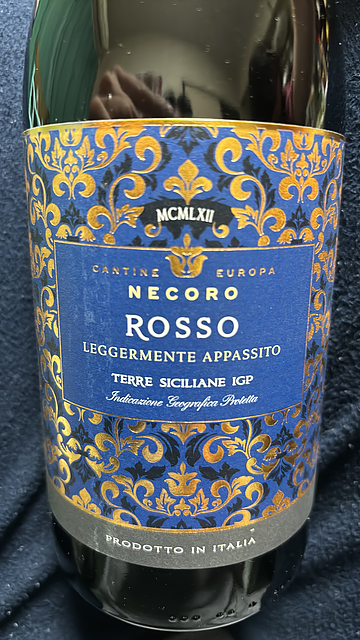 MCMLXII
CANTINE EUROPA
NECORO
ROSSO
LEGGERMENTE APPASSITO
TERRE SICILIANE IGP
Indicazione Geografica Protetta
PRODOTTO IN ITALIA